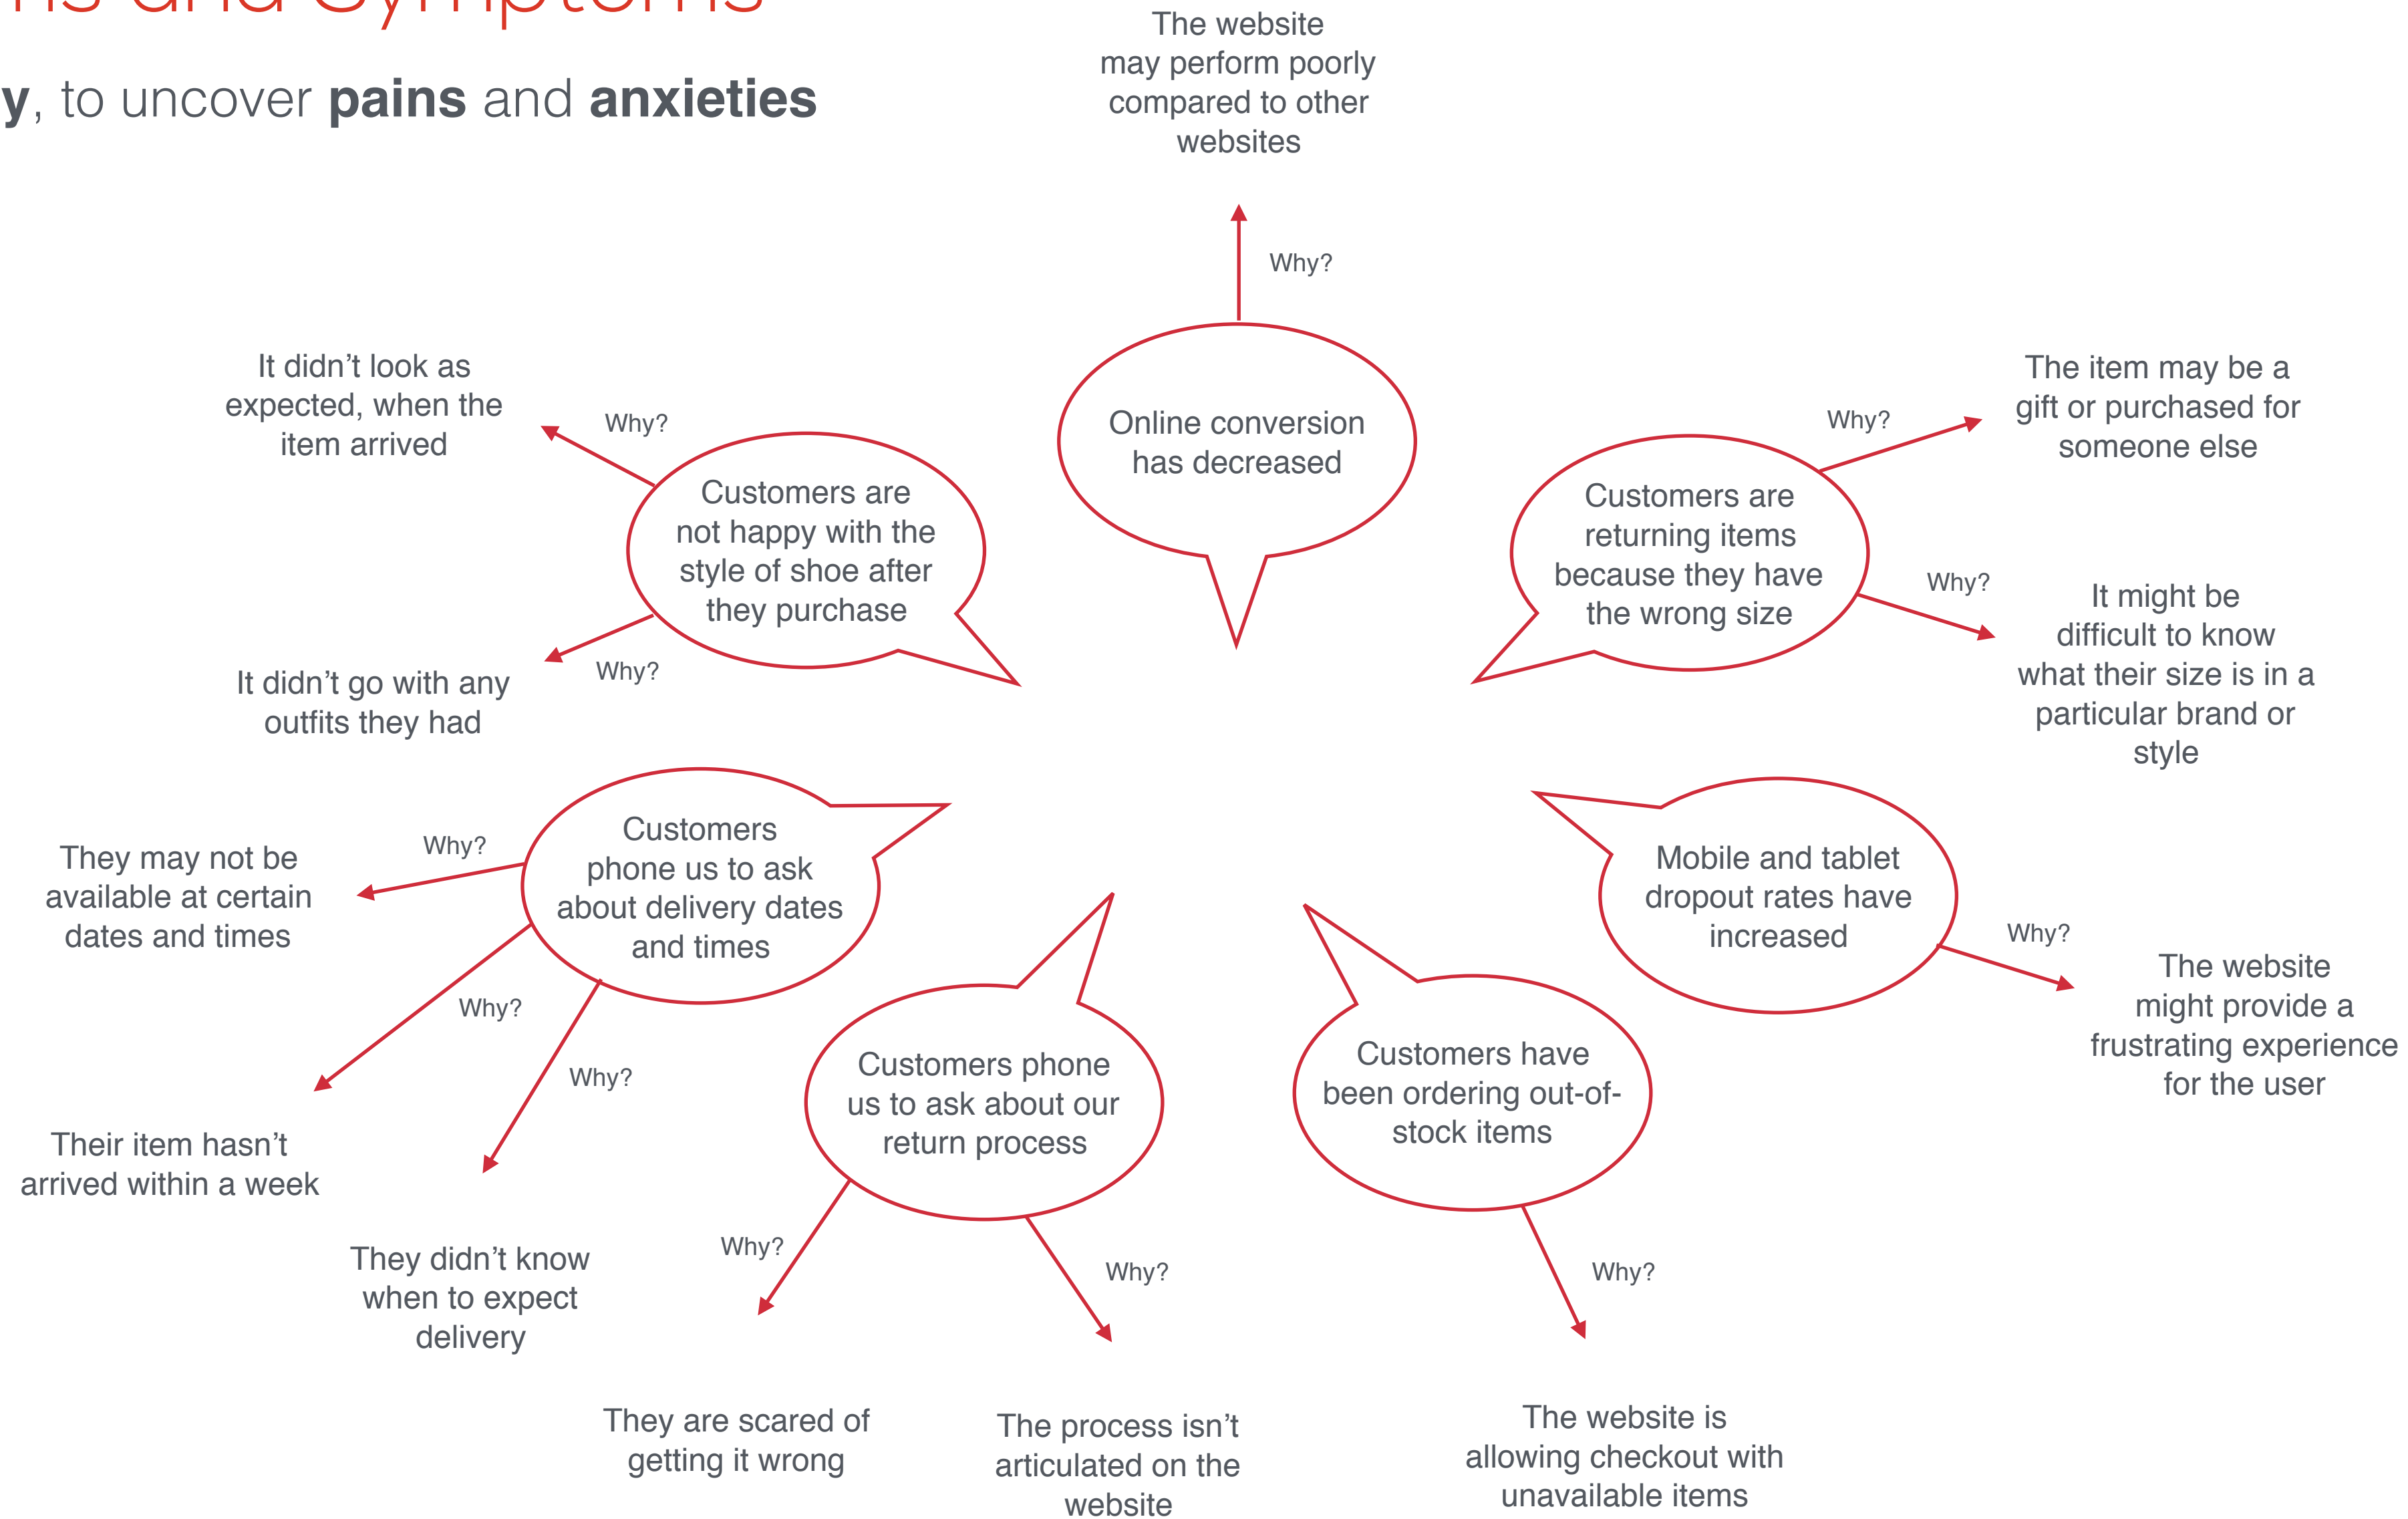 ns and Symptoms
y, to uncover pains and anxieties
The website
may perform poorly
compared to other
websites
Why?
Online conversion
has decreased
It didn’t look as
expected, when the
item arrived
Why?
Customers are
not happy with the
style of shoe after
they purchase
Why?
It didn’t go with any
outfits they had
The item may be a
gift or purchased for
someone else
Why?
Customers are
returning items
because they have
the wrong size
Why?
It might be
difficult to know
what their size is in a
particular brand or
style
Customers
phone us to ask
about delivery dates
and times
Why?
They may not be
available at certain
dates and times
Why?
Their item hasn’t
arrived within a week
Why?
They didn’t know
when to expect
delivery
Mobile and tablet
dropout rates have
increased
Why?
The website
might provide a
frustrating experience
for the user
Customers phone
us to ask about our
return process
Why?
They are scared of
getting it wrong
Why?
The process isn’t
articulated on the
website
Customers have
been ordering out-of-
stock items
Why?
The website is
allowing checkout with
unavailable items